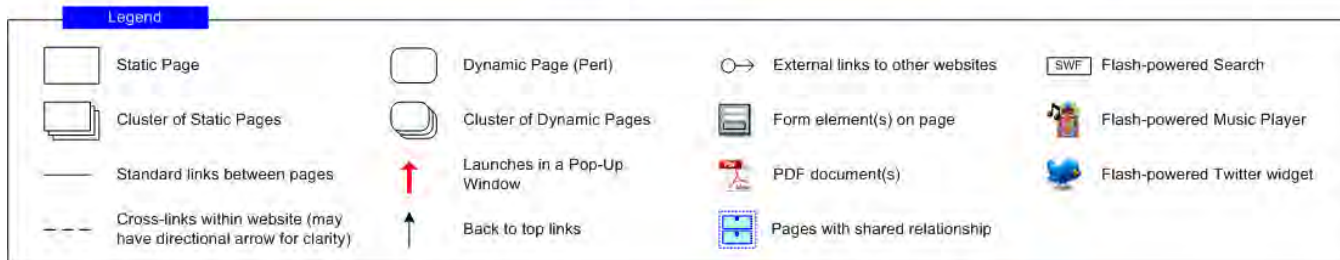 Legend
Static Page
Dynamic Page (Perl)
External links to other websites
SWF
Flash-powered Search
Cluster of Static Pages
Cluster of Dynamic Pages
Form element(s) on page
Flash-powered Music Player
Standard links between pages
Launches in a Pop-Up
Window
PDF document(s)
Flash-powered Twitter widget
Cross-links within website (may
have directional arrow for clarity)
Back to top links
Pages with shared relationship